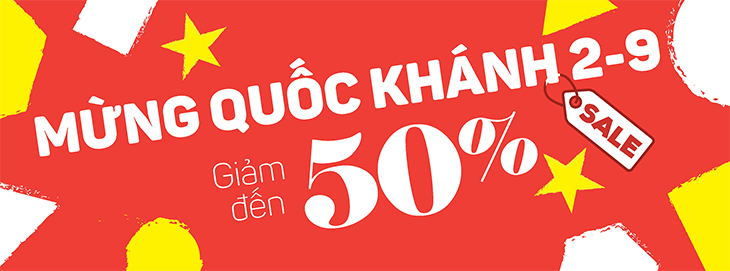 MỪNG QUỐC KHÁNH 2-9
Giảm
đến
50%
SALE